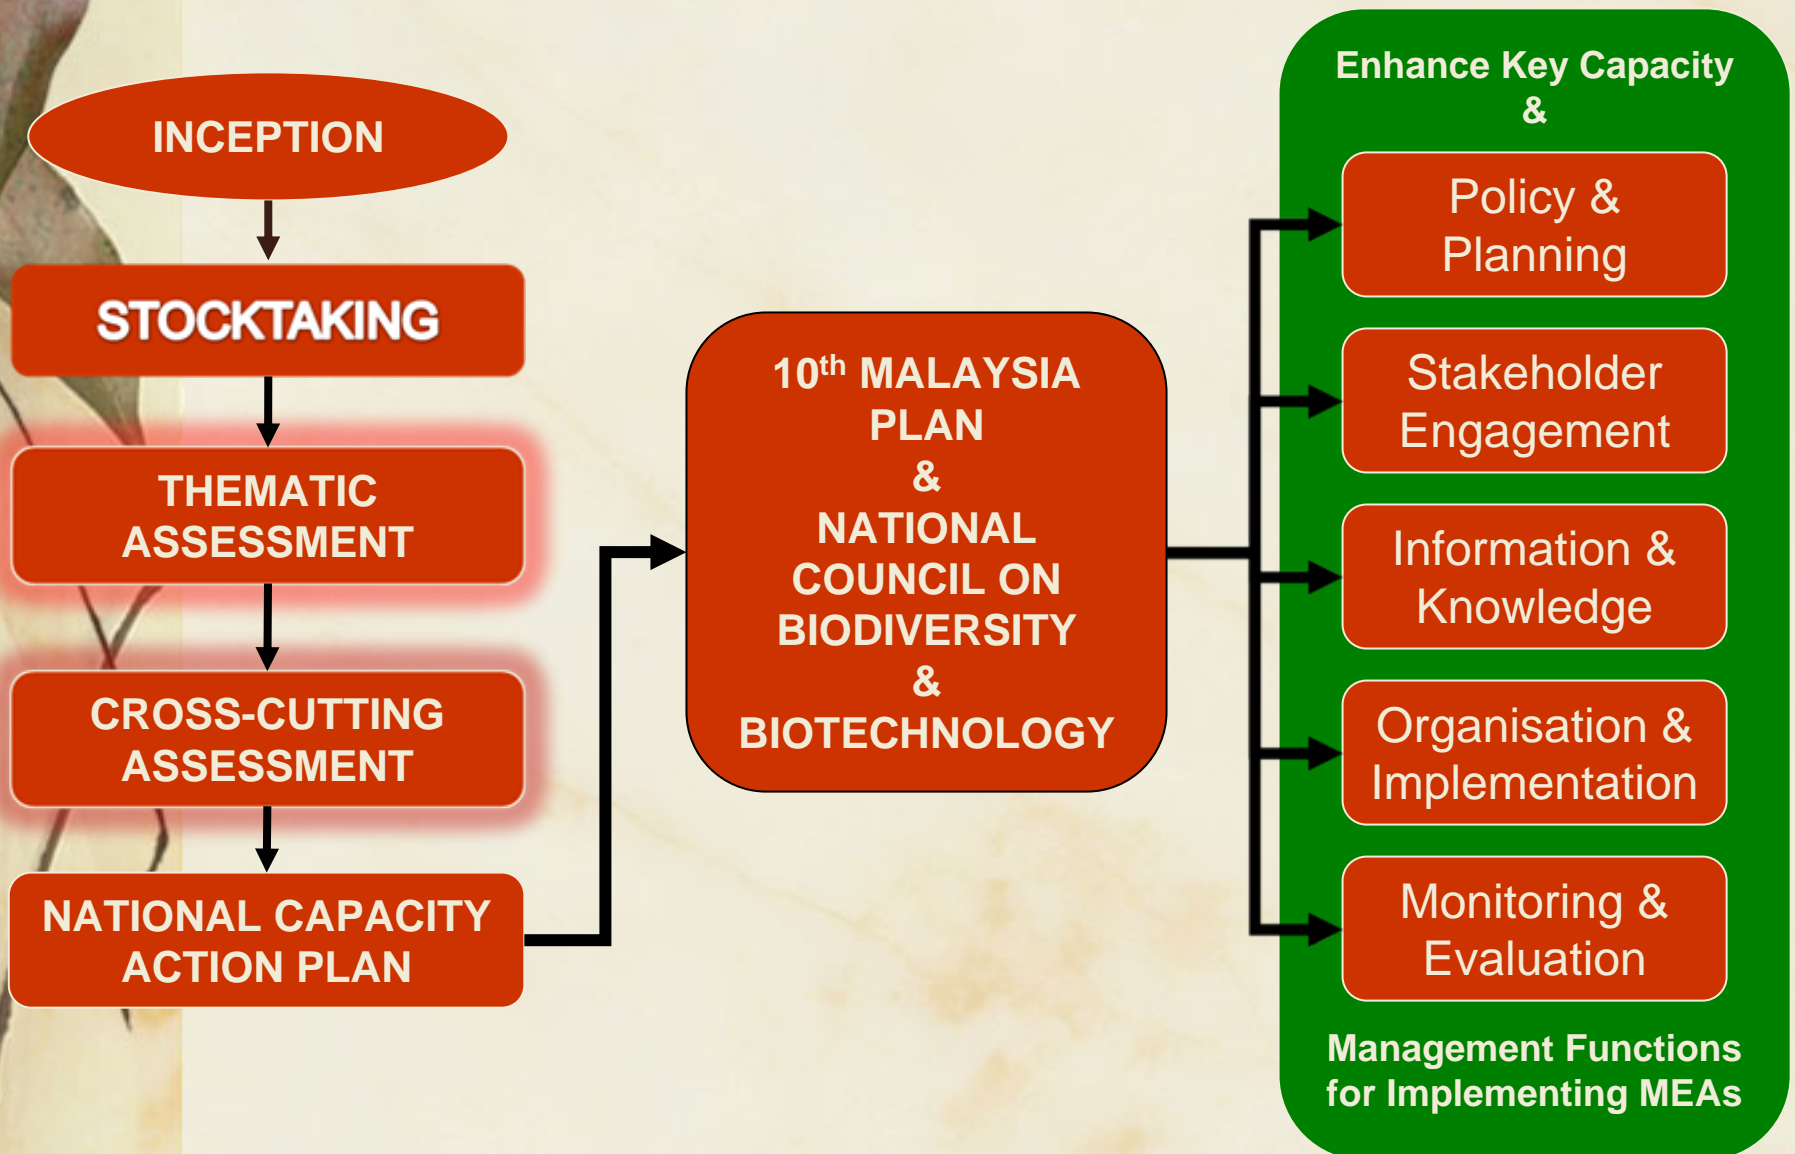 INCEPTION
STOCKTAKING
THEMATIC
ASSESSMENT
CROSS-CUTTING
ASSESSMENT
NATIONAL CAPACITY
ACTION PLAN
10th MALAYSIA
PLAN
&
NATIONAL
COUNCIL ON
BIODIVERSITY
&
BIOTECHNOLOGY
Enhance Key Capacity
&
Policy &
Planning
Stakeholder
Engagement
Information &
Knowledge
Organisation &
Implementation
Monitoring &
Evaluation
Management Functions
for Implementing MEAs